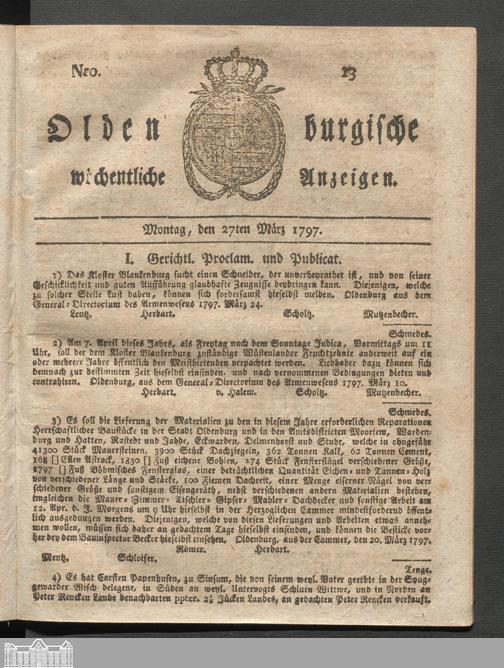 Nro. 13
Oldenburgische
wöchentliche Anzeigen.
Montag, den 27ten März 1797.
I. Gerichtl. Proclam. und Publicat.
1) Das Kloster Blankenburg sucht einen Schneider, der unverheyrathet ist, und von seiner
Geschicklichkeit und guten Aufführung glaubhafte Zeugnisse beybringen kann. Diejenigen, welche
zu solcher Stelle Lust haben, können sich fordersamst hieselbst melden. Oldenburg aus dem
General-Directorium des Armenwesens 1797. März 24.
Lentz. Herbart. Scholtz. Mutzenbecher.
Schmedes.
2) Am 7. April dieses Jahrs, als Freytag nach dem Sonntage Judica, Vormittags um 11
Uhr, soll der dem Kloster Blankenburg zuständige Wüstenlander Fruchtzehnte anderweit auf ein
oder mehrere Jahre öffentlich den Meistbietenden verpachtet werden. Liebhaber dazu können sich
demnach zur bestimmten Zeit hieselbst einfinden, und nach vernommenen Bedingungen bieten und
contrahiren. Oldenburg, aus dem General-Directorium des Armenwesens 1797. März 10.
Herbart. v. Halem. Scholtz. Mutzenbecher.
Schmedes.
3) Es soll die Lieferung der Materialien zu den in diesem Jahre erforderlichen Reparationen
Herrschaftlicher Baustücke in der Stadt Oldenburg und in den Amtsdistricten Moorriem, Warden-
burg und Hatten, Rastedt und Jahde, Eckwarden, Delmenhorst und Stuhr, welche in ohngefähr
41300 Stück Mauersteinen, 3900 Stück Dachziegeln, 362 Tonnen Kalk, 62 Tonnen Cement,
168 [] Ellen Astrack, 1830 [] Fuß eichene Bohlen, 274 Stück Fensterflügel verschiedener Größe,
1797 [] Fuß Böhmisches Fensterglas, einer beträchtlichen Quantität Eichen- und Tannen-Holz
von verschiedener Länge und Stärke, 100 Fiemen Dachreit, einer Menge eiserner Nägel von ver-
schiedener Größe und sonstigem Eisengeräth, nebst verschiedenen andern Materialien bestehen,
imgleichen die Mauer- Zimmer- Tischler- Glaser- Mahler- Dachdecker und sonstige Arbeit am
12. Apr. d. J. Morgens um 9 Uhr hieselbst in der Herzoglichen Cammer mindestfordernd öffent-
lich ausgedungen werden. Diejenigen, welche von diesen Lieferungen und Arbeiten etwas anneh-
men wollen, müssen sich daher an gedachtem Tage hieselbst einfinden, und können die Bestücke vor-
her bey dem Bauinspector Becker hieselbst einsehen. Oldenburg, aus der Cammer, den 20. März 1797.
Römer. Herbart.
Mentz. Schloifer.
Tenge.
4) Es hat Carsten Papenhusen, zu Sinsum, die von seinem weyl. Vater geerbte in der
gewarder Wisch belegene, in Süden an weyl. Untervogts Schluen Wittwe, und in Norden an
Peter Rencken Lande benachbarten pptr. 2½ Jücken Landes, an gedachten Peter Rencken verkauft.